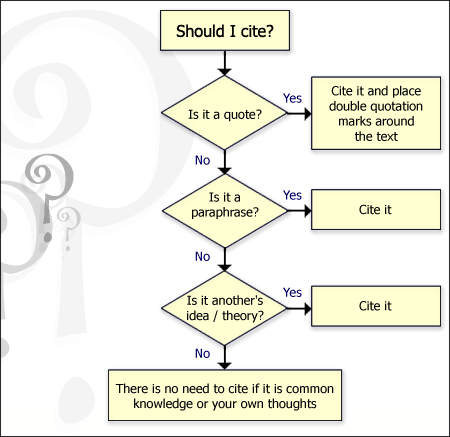 Should I cite?
Is it a quote?
Yes
Cite it and place
double quotation
marks around
the text
No
Is it a
paraphrase?
Yes
Cite it
No
Is it another's
idea / theory?
Yes
Cite it
No
There is no need to cite if it is common
knowledge or your own thoughts